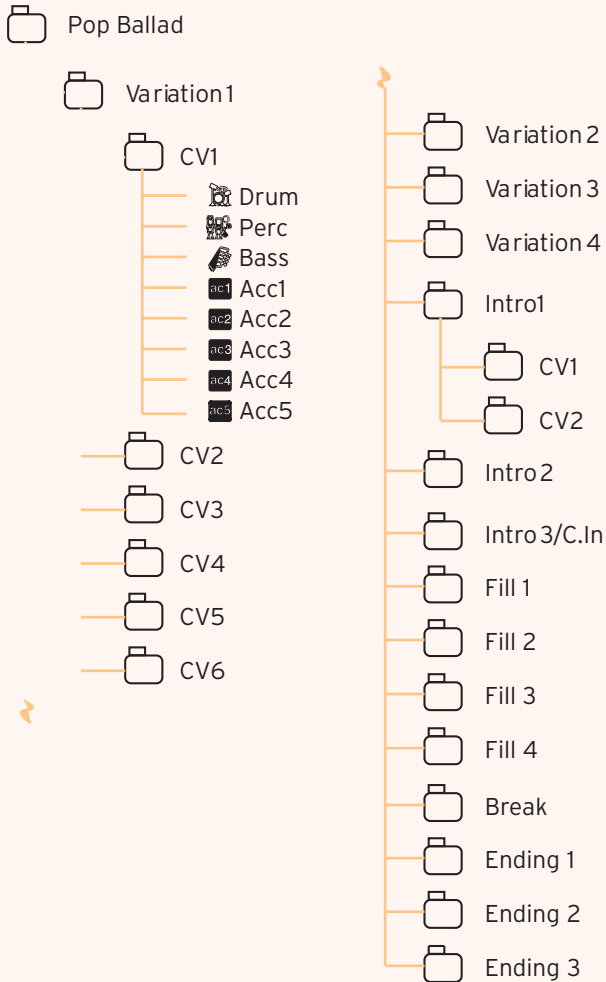 Pop Ballad
Variation 1
CV1
Drum
Perc
Bass
ac1 Acc1
ac2 Acc2
ac3 Acc3
ac4 Acc4
ac5 Acc5
CV2
CV3
CV4
CV5
CV6
Variation 2
Variation 3
Variation 4
Intro1
CV1
CV2
Intro 2
Intro 3/C.In
Fill 1
Fill 2
Fill 3
Fill 4
Break
Ending 1
Ending 2
Ending 3